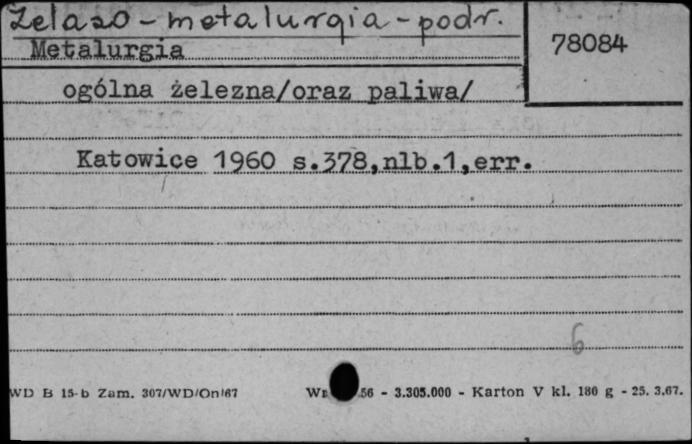 Żelazo - metalurgia - podr.
Metalurgia
78084
ogólna żelezna/oraz paliwa/
Katowice 1960 s.378,nlb.1,err.
6
WD B 15-b Zam. 307/WD/On/67
56 - 3.305.000 - Karton V kl. 180 g - 25. 3.67.